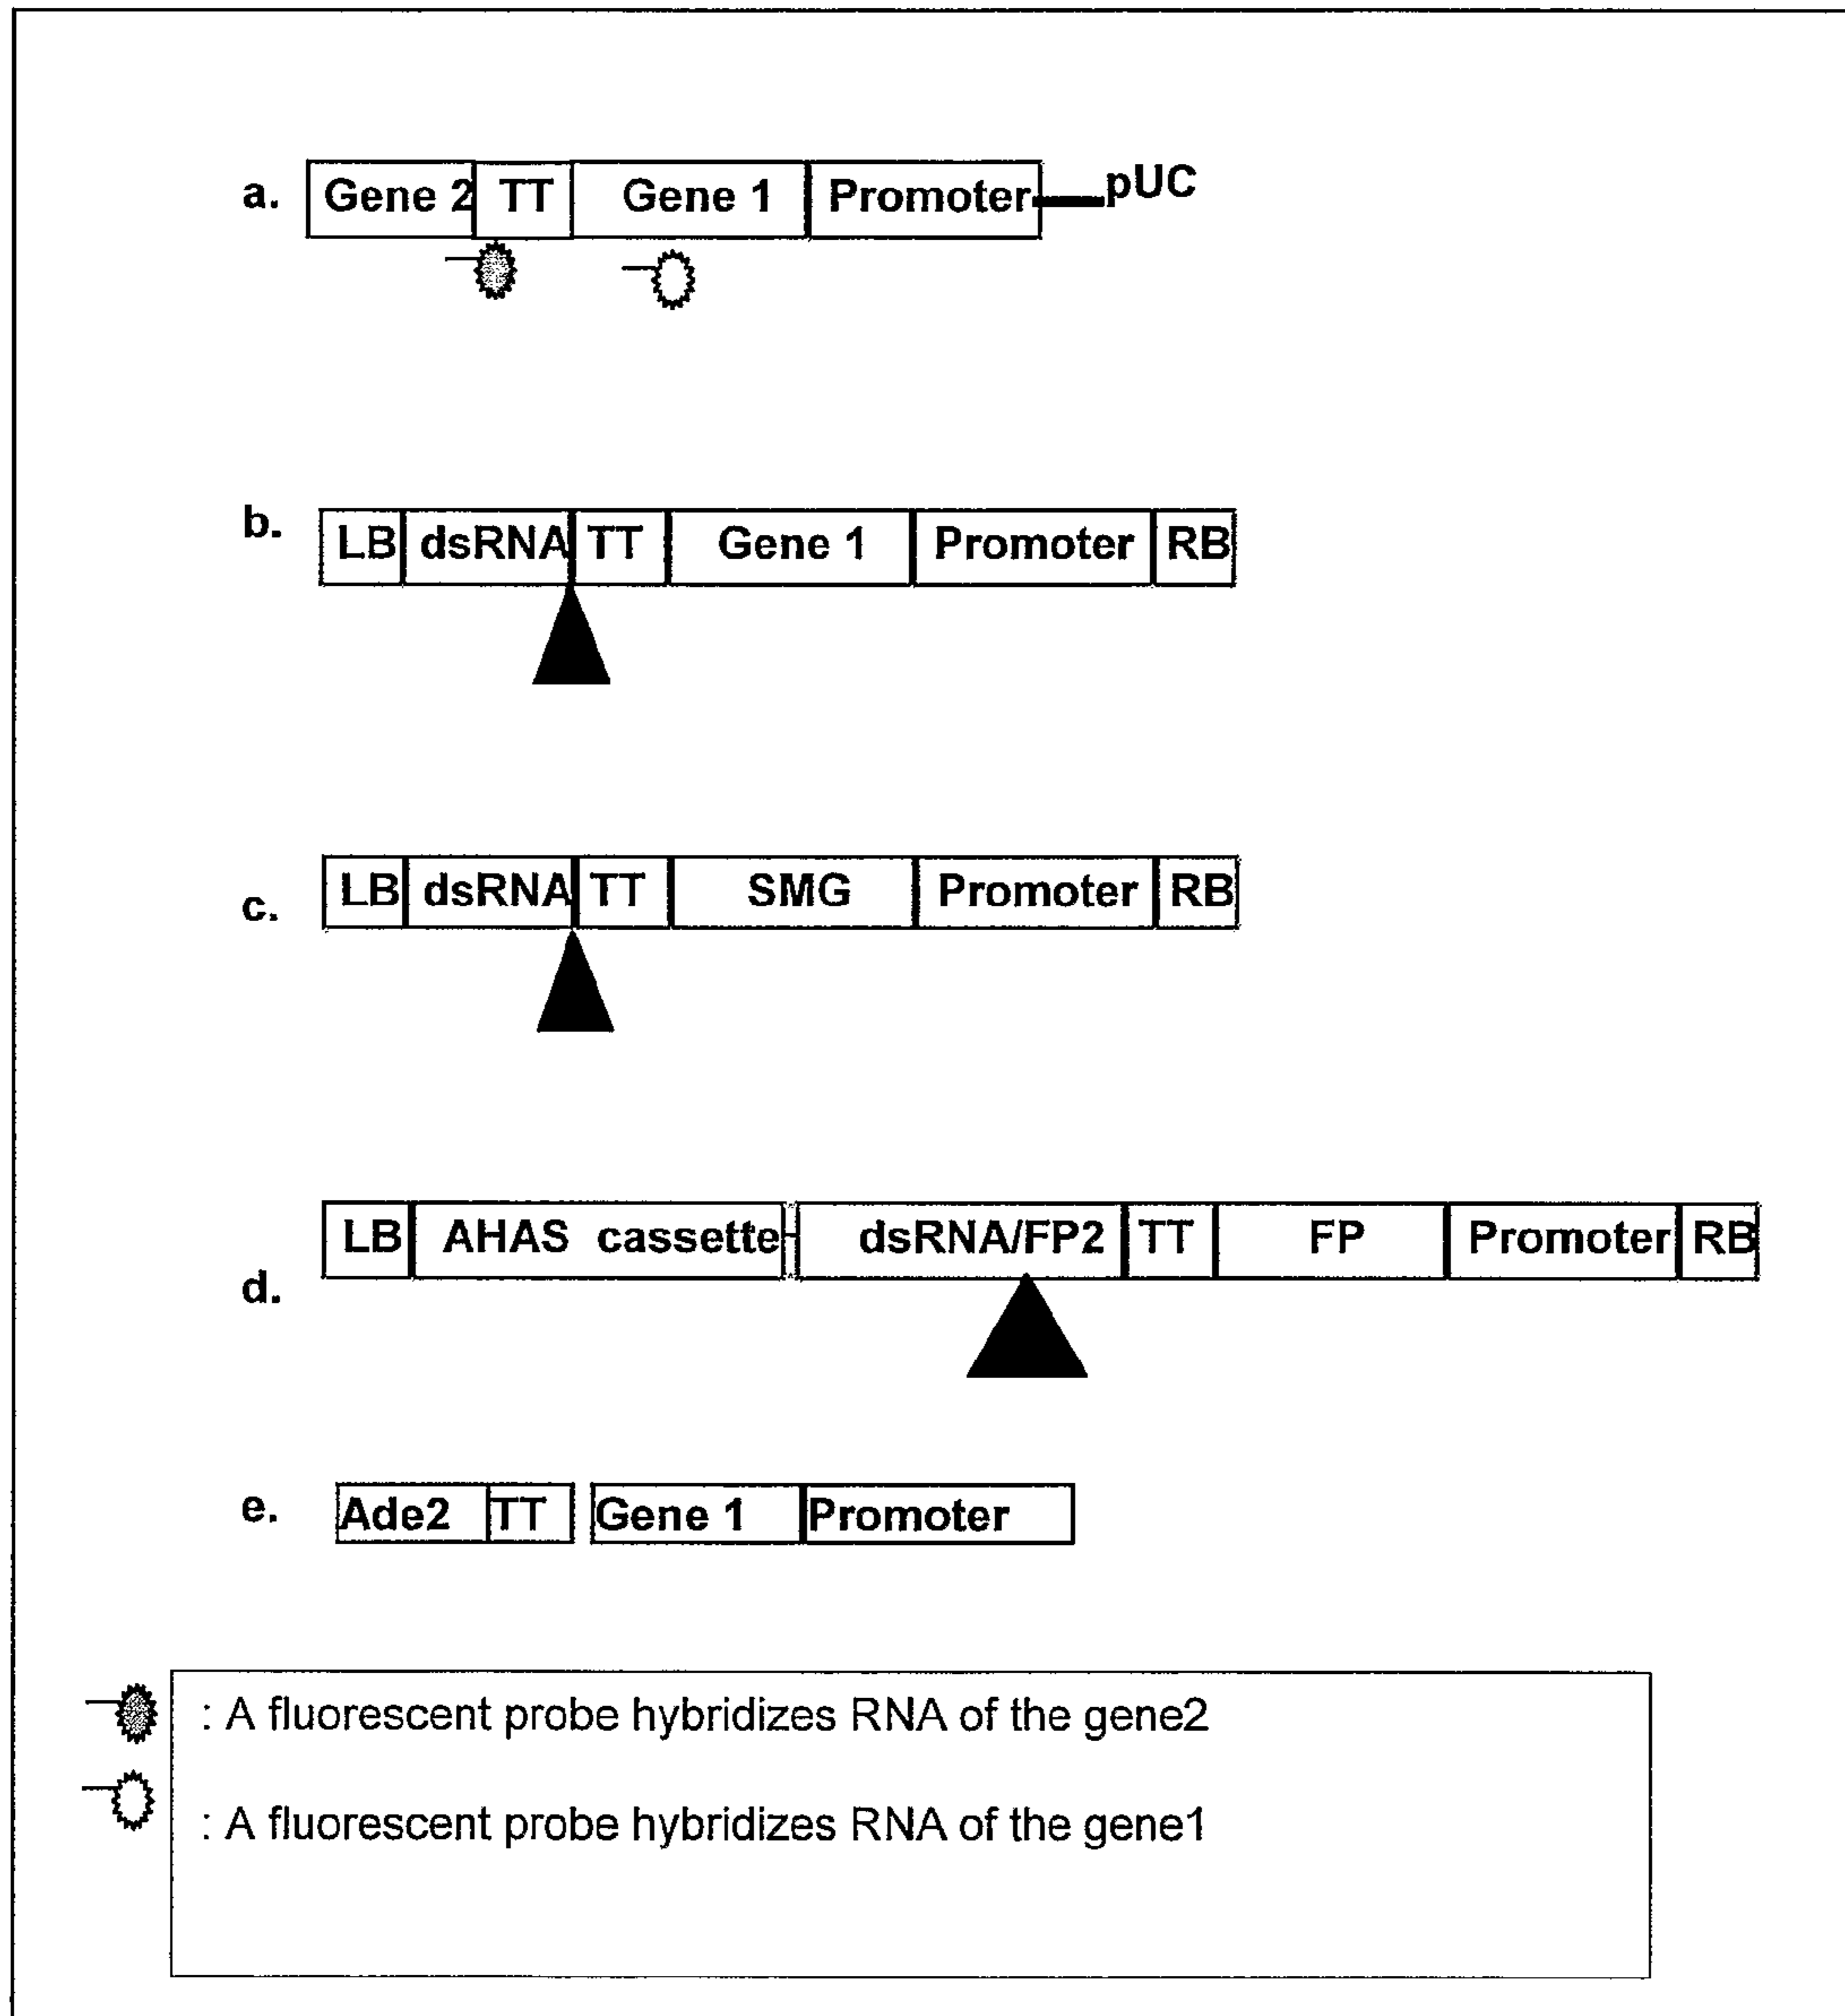 a. Gene 2 TT Gene 1 Promoter pUC
b. LB dsRNA TT Gene 1 Promoter RB
c. LB dsRNA TT SMG Promoter RB
d. LB AHAS cassette dsRNA/FP2 TT FP Promoter RB
e. Ade2 TT Gene 1 Promoter
: A fluorescent probe hybridizes RNA of the gene2
: A fluorescent probe hybridizes RNA of the gene1